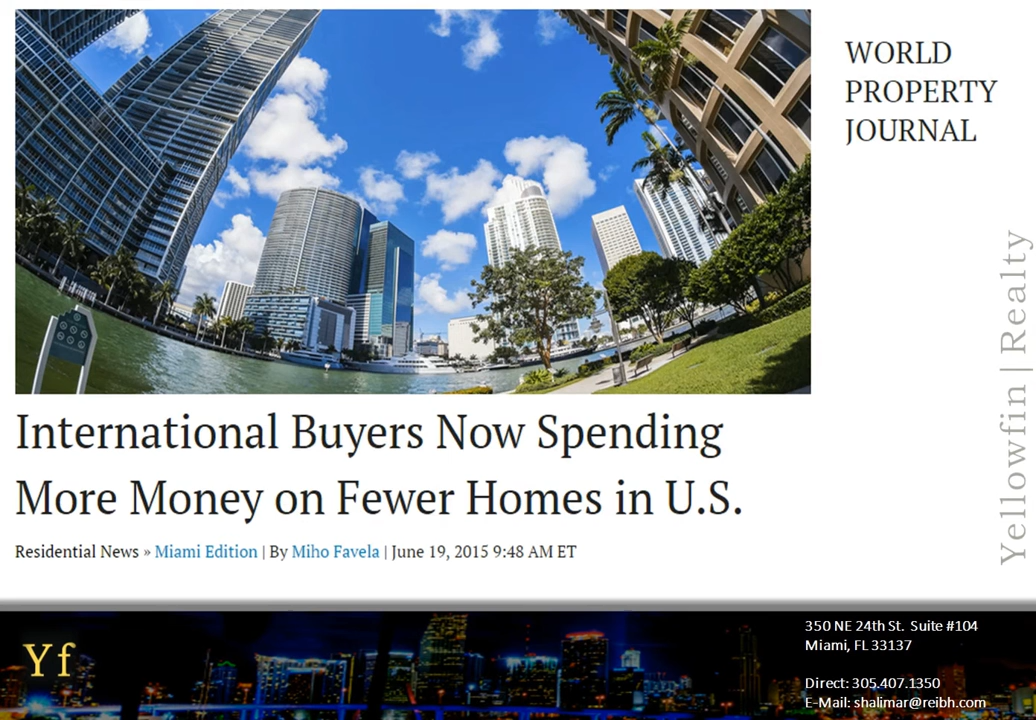 WORLD
PROPERTY
JOURNAL
Yellowfin | Realty
International Buyers Now Spending
More Money on Fewer Homes in U.S.
Residential News » Miami Edition | By Miho Favela | June 19, 2015 9:48 AM ET
Yf
350 NE 24th St. Suite #104
Miami, FL 33137
Direct: 305.407.1350
E-Mail: shalimar@reibh.com